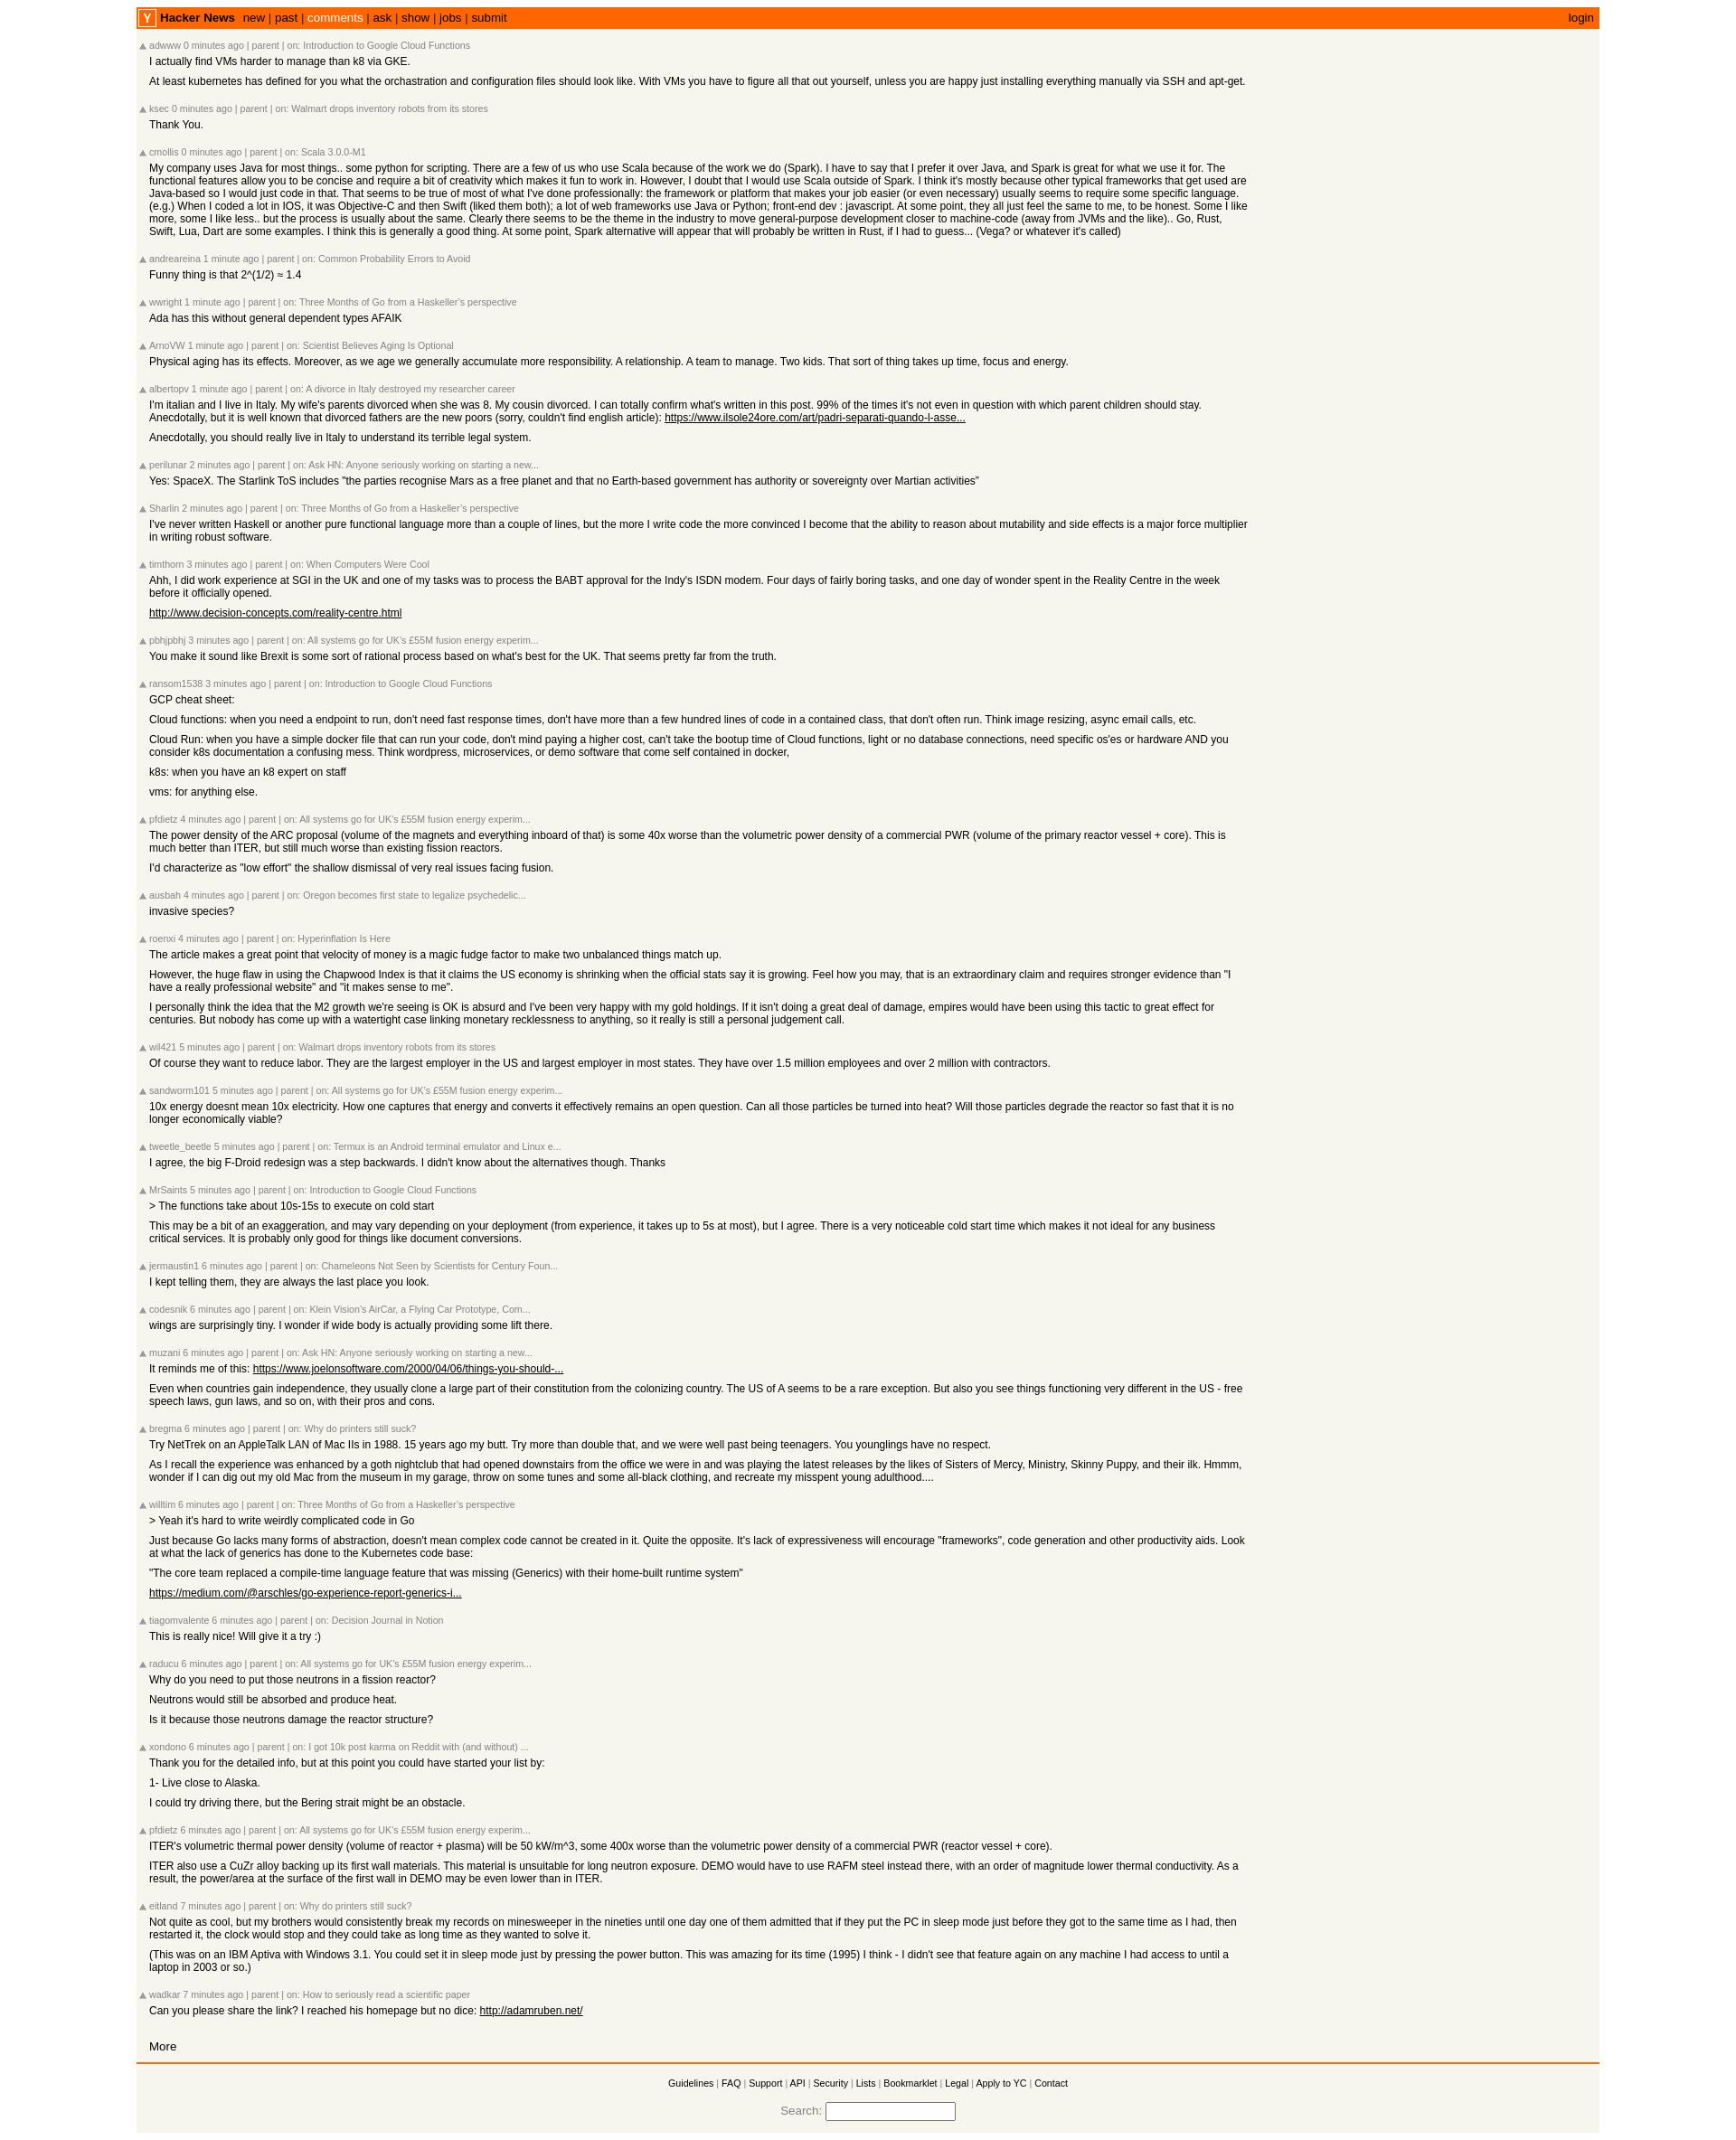 Y Hacker News new | past | comments | ask | show | jobs | submit login
adwww 0 minutes ago | parent | on: Introduction to Google Cloud Functions
I actually find VMs harder to manage than k8 via GKE.
At least kubernetes has defined for you what the orchastration and configuration files should look like. With VMs you have to figure all that out yourself, unless you are happy just installing everything manually via SSH and apt-get.
ksec 0 minutes ago | parent | on: Walmart drops inventory robots from its stores
Thank You.
cmollis 0 minutes ago | parent | on: Scala 3.0.0-M1
My company uses Java for most things.. some python for scripting. There are a few of us who use Scala because of the work we do (Spark). I have to say that I prefer it over Java, and Spark is great for what we use it for. The
functional features allow you to be concise and require a bit of creativity which makes it fun to work in. However, I doubt that I would use Scala outside of Spark. I think it's mostly because other typical frameworks that get used are
Java-based so I would just code in that. That seems to be true of most of what I've done professionally: the framework or platform that makes your job easier (or even necessary) usually seems to require some specific language.
(e.g.) When I coded a lot in IOS, it was Objective-C and then Swift (liked them both); a lot of web frameworks use Java or Python; front-end dev : javascript. At some point, they all just feel the same to me, to be honest. Some I like
more, some I like less.. but the process is usually about the same. Clearly there seems to be the theme in the industry to move general-purpose development closer to machine-code (away from JVMs and the like).. Go, Rust,
Swift, Lua, Dart are some examples. I think this is generally a good thing. At some point, Spark alternative will appear that will probably be written in Rust, if I had to guess... (Vega? or whatever it's called)
andreareina 1 minute ago | parent | on: Common Probability Errors to Avoid
Funny thing is that 2^(1/2) ≈ 1.4
wwright 1 minute ago | parent | on: Three Months of Go from a Haskeller's perspective
Ada has this without general dependent types AFAIK
ArnoVW 1 minute ago | parent | on: Scientist Believes Aging Is Optional
Physical aging has its effects. Moreover, as we age we generally accumulate more responsibility. A relationship. A team to manage. Two kids. That sort of thing takes up time, focus and energy.
albertopv 1 minute ago | parent | on: A divorce in Italy destroyed my researcher career
I'm italian and I live in Italy. My wife's parents divorced when she was 8. My cousin divorced. I can totally confirm what's written in this post. 99% of the times it's not even in question with which parent children should stay.
Anecdotally, but it is well known that divorced fathers are the new poors (sorry, couldn't find english article): https://www.ilsole24ore.com/art/padri-separati-quando-l-asse...
Anecdotally, you should really live in Italy to understand its terrible legal system.
perilunar 2 minutes ago | parent | on: Ask HN: Anyone seriously working on starting a new...
Yes: SpaceX. The Starlink ToS includes "the parties recognise Mars as a free planet and that no Earth-based government has authority or sovereignty over Martian activities"
Sharlin 2 minutes ago | parent | on: Three Months of Go from a Haskeller's perspective
I've never written Haskell or another pure functional language more than a couple of lines, but the more I write code the more convinced I become that the ability to reason about mutability and side effects is a major force multiplier
in writing robust software.
timthorn 3 minutes ago | parent | on: When Computers Were Cool
Ahh, I did work experience at SGI in the UK and one of my tasks was to process the BABT approval for the Indy's ISDN modem. Four days of fairly boring tasks, and one day of wonder spent in the Reality Centre in the week
before it officially opened.
http://www.decision-concepts.com/reality-centre.html
pbhjpbhj 3 minutes ago | parent | on: All systems go for UK's £55M fusion energy experim...
You make it sound like Brexit is some sort of rational process based on what's best for the UK. That seems pretty far from the truth.
ransom1538 3 minutes ago | parent | on: Introduction to Google Cloud Functions
GCP cheat sheet:
Cloud functions: when you need a endpoint to run, don't need fast response times, don't have more than a few hundred lines of code in a contained class, that don't often run. Think image resizing, async email calls, etc.
Cloud Run: when you have a simple docker file that can run your code, don't mind paying a higher cost, can't take the bootup time of Cloud functions, light or no database connections, need specific os'es or hardware AND you
consider k8s documentation a confusing mess. Think wordpress, microservices, or demo software that come self contained in docker,
k8s: when you have an k8 expert on staff
vms: for anything else.
pfdietz 4 minutes ago | parent | on: All systems go for UK's £55M fusion energy experim...
The power density of the ARC proposal (volume of the magnets and everything inboard of that) is some 40x worse than the volumetric power density of a commercial PWR (volume of the primary reactor vessel + core). This is
much better than ITER, but still much worse than existing fission reactors.
I'd characterize as "low effort" the shallow dismissal of very real issues facing fusion.
ausbah 4 minutes ago | parent | on: Oregon becomes first state to legalize psychedelic...
invasive species?
roenxi 4 minutes ago | parent | on: Hyperinflation Is Here
The article makes a great point that velocity of money is a magic fudge factor to make two unbalanced things match up.
However, the huge flaw in using the Chapwood Index is that it claims the US economy is shrinking when the official stats say it is growing. Feel how you may, that is an extraordinary claim and requires stronger evidence than "I
have a really professional website" and "it makes sense to me".
I personally think the idea that the M2 growth we're seeing is OK is absurd and I've been very happy with my gold holdings. If it isn't doing a great deal of damage, empires would have been using this tactic to great effect for
centuries. But nobody has come up with a watertight case linking monetary recklessness to anything, so it really is still a personal judgement call.
wil421 5 minutes ago | parent | on: Walmart drops inventory robots from its stores
Of course they want to reduce labor. They are the largest employer in the US and largest employer in most states. They have over 1.5 million employees and over 2 million with contractors.
sandworm101 5 minutes ago | parent | on: All systems go for UK's £55M fusion energy experim...
10x energy doesnt mean 10x electricity. How one captures that energy and converts it effectively remains an open question. Can all those particles be turned into heat? Will those particles degrade the reactor so fast that it is no
longer economically viable?
tweetle_beetle 5 minutes ago | parent | on: Termux is an Android terminal emulator and Linux e...
I agree, the big F-Droid redesign was a step backwards. I didn't know about the alternatives though. Thanks
MrSaints 5 minutes ago | parent | on: Introduction to Google Cloud Functions
> The functions take about 10s-15s to execute on cold start
This may be a bit of an exaggeration, and may vary depending on your deployment (from experience, it takes up to 5s at most), but I agree. There is a very noticeable cold start time which makes it not ideal for any business
critical services. It is probably only good for things like document conversions.
jermaustin1 6 minutes ago | parent | on: Chameleons Not Seen by Scientists for Century Foun...
I kept telling them, they are always the last place you look.
codesnik 6 minutes ago | parent | on: Klein Vision's AirCar, a Flying Car Prototype, Com...
wings are surprisingly tiny. I wonder if wide body is actually providing some lift there.
muzani 6 minutes ago | parent | on: Ask HN: Anyone seriously working on starting a new...
It reminds me of this: https://www.joelonsoftware.com/2000/04/06/things-you-should-...
Even when countries gain independence, they usually clone a large part of their constitution from the colonizing country. The US of A seems to be a rare exception. But also you see things functioning very different in the US - free
speech laws, gun laws, and so on, with their pros and cons.
bregma 6 minutes ago | parent | on: Why do printers still suck?
Try NetTrek on an AppleTalk LAN of Mac IIs in 1988. 15 years ago my butt. Try more than double that, and we were well past being teenagers. You younglings have no respect.
As I recall the experience was enhanced by a goth nightclub that had opened downstairs from the office we were in and was playing the latest releases by the likes of Sisters of Mercy, Ministry, Skinny Puppy, and their ilk. Hmmm,
wonder if I can dig out my old Mac from the museum in my garage, throw on some tunes and some all-black clothing, and recreate my misspent young adulthood....
willtim 6 minutes ago | parent | on: Three Months of Go from a Haskeller's perspective
> Yeah it's hard to write weirdly complicated code in Go
Just because Go lacks many forms of abstraction, doesn't mean complex code cannot be created in it. Quite the opposite. It's lack of expressiveness will encourage "frameworks", code generation and other productivity aids. Look
at what the lack of generics has done to the Kubernetes code base:
"The core team replaced a compile-time language feature that was missing (Generics) with their home-built runtime system"
https://medium.com/@arschles/go-experience-report-generics-i...
tiagomvalente 6 minutes ago | parent | on: Decision Journal in Notion
This is really nice! Will give it a try :)
raducu 6 minutes ago | parent | on: All systems go for UK's £55M fusion energy experim...
Why do you need to put those neutrons in a fission reactor?
Neutrons would still be absorbed and produce heat.
Is it because those neutrons damage the reactor structure?
xondono 6 minutes ago | parent | on: I got 10k post karma on Reddit with (and without) ...
Thank you for the detailed info, but at this point you could have started your list by:
1- Live close to Alaska.
I could try driving there, but the Bering strait might be an obstacle.
pfdietz 6 minutes ago | parent | on: All systems go for UK's £55M fusion energy experim...
ITER's volumetric thermal power density (volume of reactor + plasma) will be 50 kW/m^3, some 400x worse than the volumetric power density of a commercial PWR (reactor vessel + core).
ITER also use a CuZr alloy backing up its first wall materials. This material is unsuitable for long neutron exposure. DEMO would have to use RAFM steel instead there, with an order of magnitude lower thermal conductivity. As a
result, the power/area at the surface of the first wall in DEMO may be even lower than in ITER.
eitland 7 minutes ago | parent | on: Why do printers still suck?
Not quite as cool, but my brothers would consistently break my records on minesweeper in the nineties until one day one of them admitted that if they put the PC in sleep mode just before they got to the same time as I had, then
restarted it, the clock would stop and they could take as long time as they wanted to solve it.
(This was on an IBM Aptiva with Windows 3.1. You could set it in sleep mode just by pressing the power button. This was amazing for its time (1995) I think - I didn't see that feature again on any machine I had access to until a
laptop in 2003 or so.)
wadkar 7 minutes ago | parent | on: How to seriously read a scientific paper
Can you please share the link? I reached his homepage but no dice: http://adamruben.net/
More
Guidelines | FAQ | Support | API | Security | Lists | Bookmarklet | Legal | Apply to YC | Contact
Search: